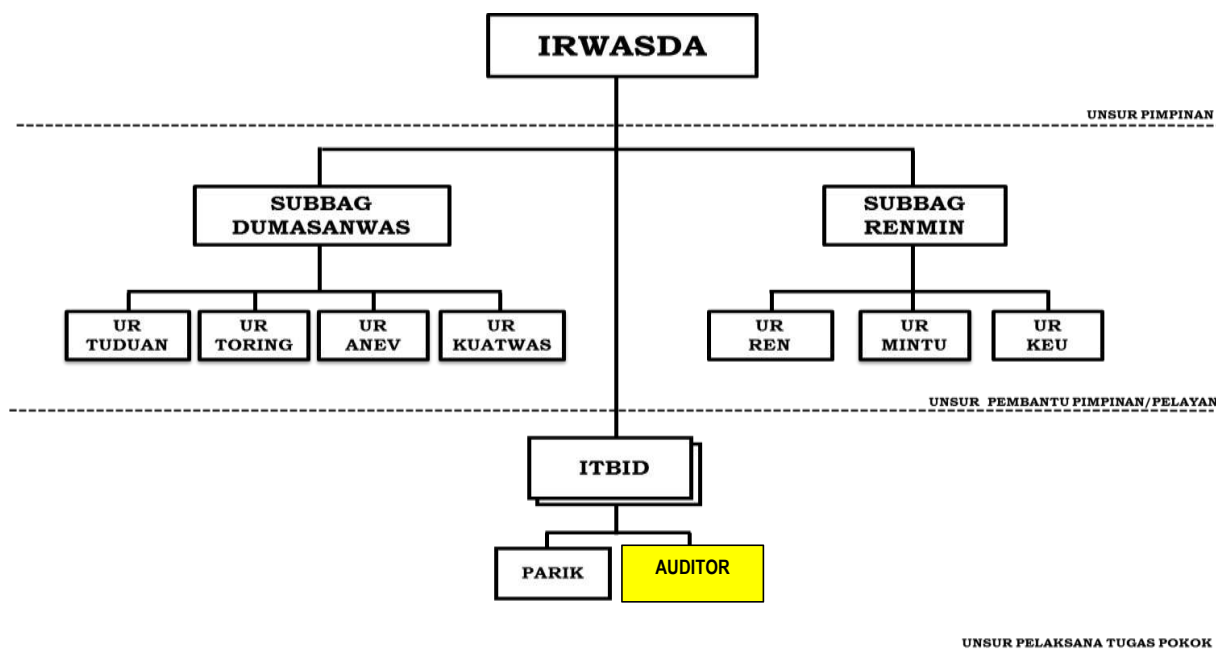 IRWASDA
UNSUR PIMPINAN
SUBBAG
DUMASANWAS
SUBBAG
RENMIN
UR
TUDUAN
UR
TORING
UR
ANEV
UR
KUATWAS
UR
REN
UR
MINTU
UR
KEU
UNSUR PEMBANTU PIMPINAN/PELAYAN
ITBID
PARIK
AUDITOR
UNSUR PELAKSANA TUGAS POKOK